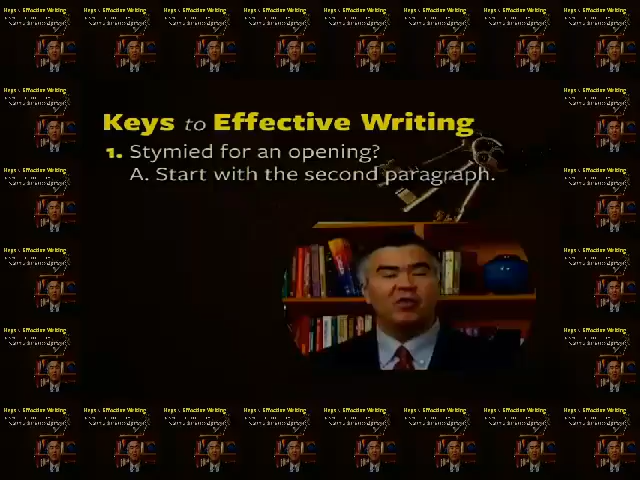 Keys to Effective Writing
1. Stymied for an opening?
A. Start with the second paragraph.